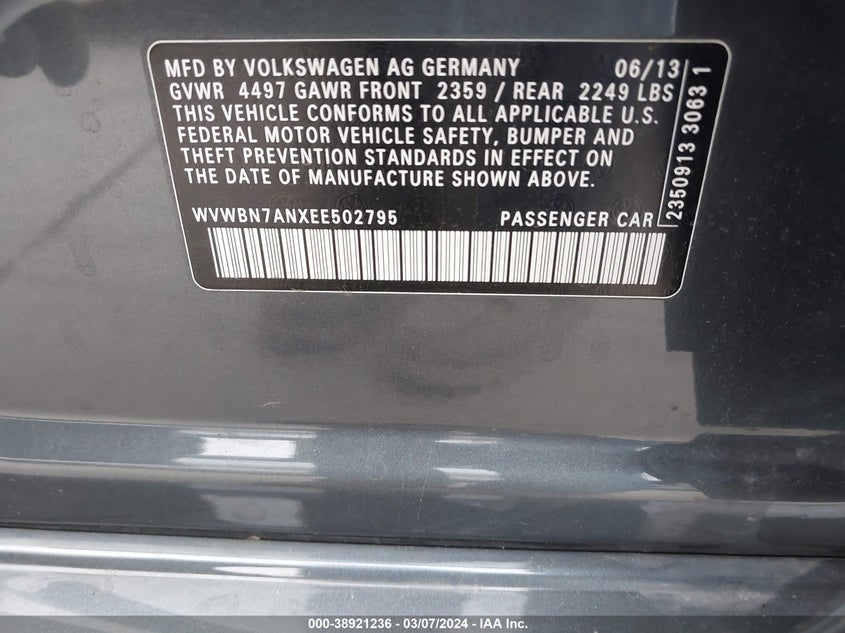 MFD BY VOLKSWAGEN AG GERMANY 06/13
GVWR 4497 GAWR FRONT 2359 / REAR 2249 LBS
THIS VEHICLE CONFORMS TO ALL APPLICABLE U.S.
FEDERAL MOTOR VEHICLE SAFETY, BUMPER AND
THEFT PREVENTION STANDARDS IN EFFECT ON
THE DATE OF MANUFACTURE SHOWN ABOVE.
WVWBN7ANXEE502795 PASSENGER CAR
2350913 30631
000-38921236 - 03/07/2024 - IAA Inc.